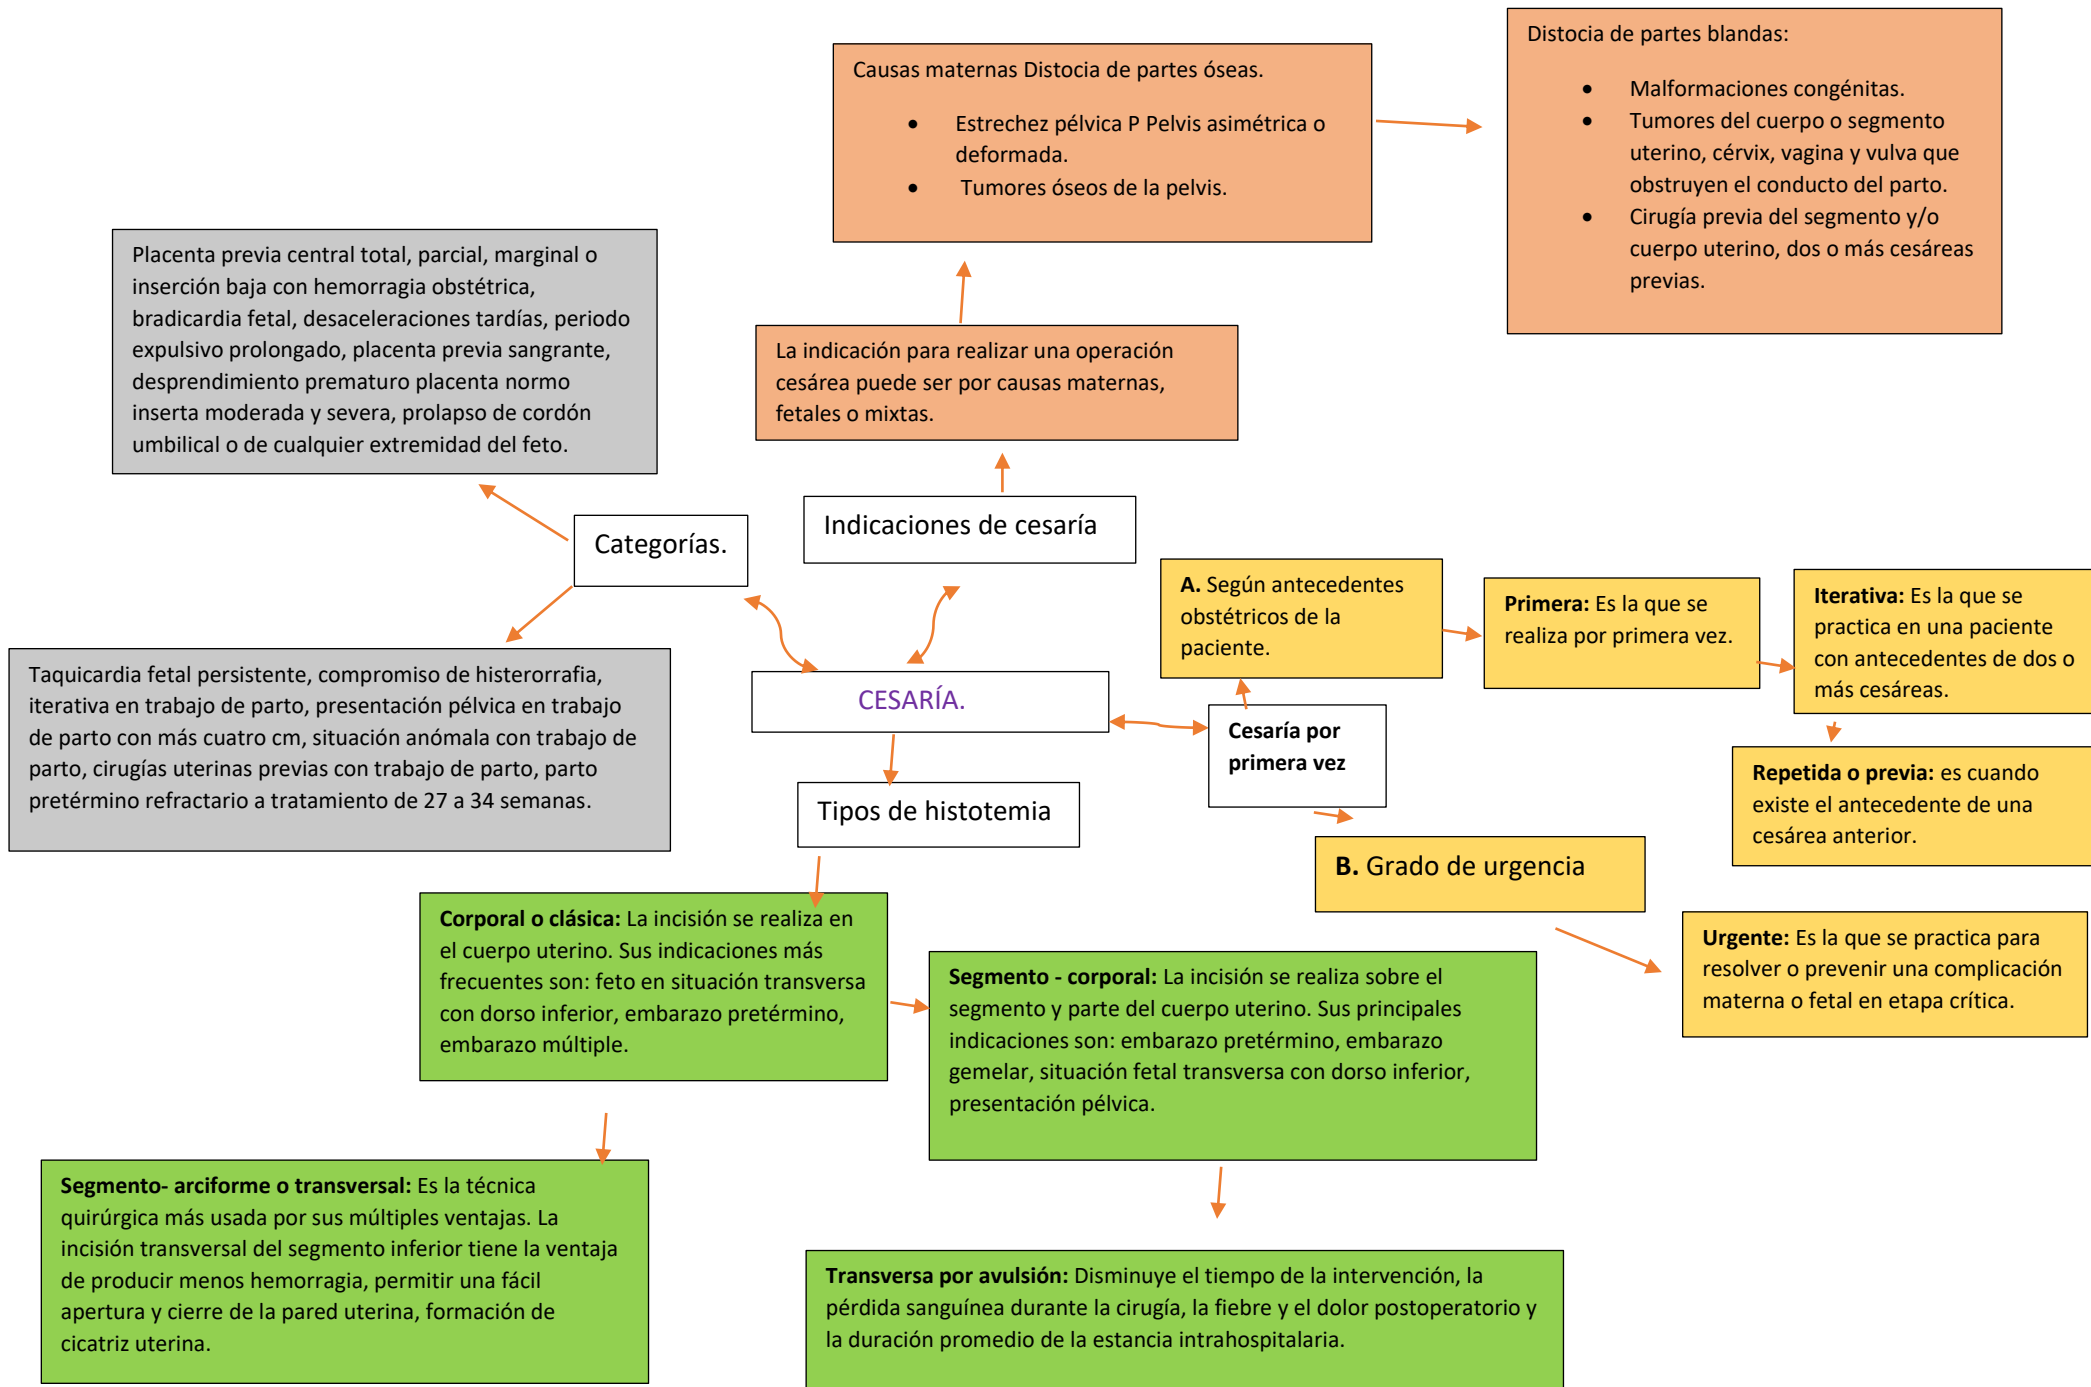 Distocia de partes blandas:
• Malformaciones congénitas.
• Tumores del cuerpo o segmento
uterino, cérvix, vagina y vulva que
obstruyen el conducto del parto.
• Cirugía previa del segmento y/o
cuerpo uterino, dos o más cesáreas
previas.
Causas maternas Distocia de partes óseas.
• Estrechez pélvica P Pelvis asimétrica o
deformada.
• Tumores óseos de la pelvis.
Placenta previa central total, parcial, marginal o
inserción baja con hemorragia obstétrica,
bradicardia fetal, desaceleraciones tardías, periodo
expulsivo prolongado, placenta previa sangrante,
desprendimiento prematuro placenta normo
inserta moderada y severa, prolapso de cordón
umbilical o de cualquier extremidad del feto.
La indicación para realizar una operación
cesárea puede ser por causas maternas,
fetales o mixtas.
Indicaciones de cesaría
Categorías.
A. Según antecedentes
obstétricos de la
paciente.
Primera: Es la que se
realiza por primera vez.
Iterativa: Es la que se
practica en una paciente
con antecedentes de dos o
más cesáreas.
Taquicardia fetal persistente, compromiso de histerorrafia,
iterativa en trabajo de parto, presentación pélvica en trabajo
de parto con más cuatro cm, situación anómala con trabajo de
parto, cirugías uterinas previas con trabajo de parto, parto
pretérmino refractario a tratamiento de 27 a 34 semanas.
CESARÍA.
Cesaría por
primera vez
Repetida o previa: es cuando
existe el antecedente de una
cesárea anterior.
Tipos de histotemia
B. Grado de urgencia
Corporal o clásica: La incisión se realiza en
el cuerpo uterino. Sus indicaciones más
frecuentes son: feto en situación transversa
con dorso inferior, embarazo pretérmino,
embarazo múltiple.
Urgente: Es la que se practica para
resolver o prevenir una complicación
materna o fetal en etapa crítica.
Segmento - corporal: La incisión se realiza sobre el
segmento y parte del cuerpo uterino. Sus principales
indicaciones son: embarazo pretérmino, embarazo
gemelar, situación fetal transversa con dorso inferior,
presentación pélvica.
Segmento- arciforme o transversal: Es la técnica
quirúrgica más usada por sus múltiples ventajas. La
incisión transversal del segmento inferior tiene la ventaja
de producir menos hemorragia, permitir una fácil
apertura y cierre de la pared uterina, formación de
cicatriz uterina.
Transversa por avulsión: Disminuye el tiempo de la intervención, la
pérdida sanguínea durante la cirugía, la fiebre y el dolor postoperatorio y
la duración promedio de la estancia intrahospitalaria.